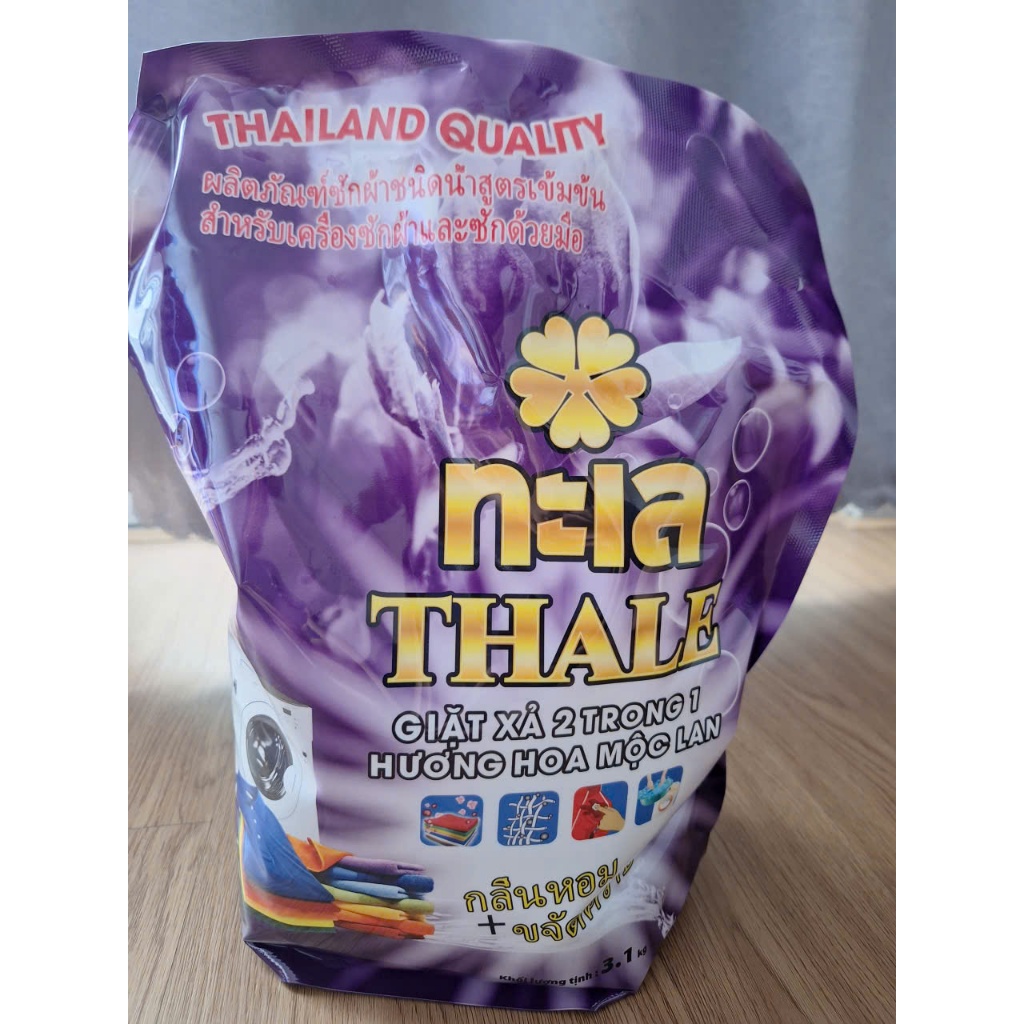 THAILAND QUALITY
ผลิตภัณฑ์ซักผ้าชนิดน้ำสูตรเข้มข้น
สำหรับเครื่องซักผ้าและซักด้วยมือ
ทะเล
THALE
GIẶT XẢ 2 TRONG 1
HƯƠNG HOA MỘC LAN
กลิ่นหอม
+ ขจัด
Khối lượng tịnh : 3.1 kg